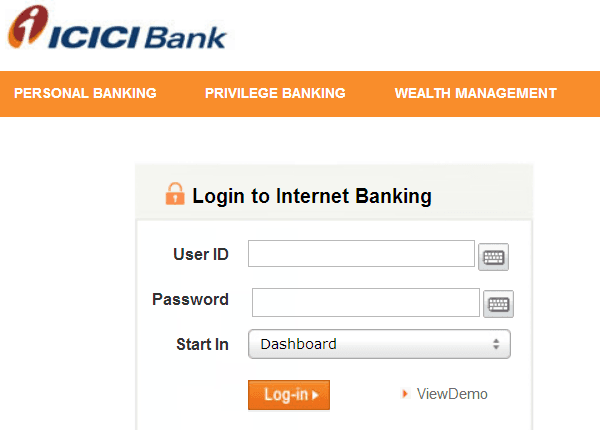 ICICI Bank
PERSONAL BANKING PRIVILEGE BANKING WEALTH MANAGEMENT
Login to Internet Banking
User ID
Password
Start In Dashboard
Log-in ViewDemo